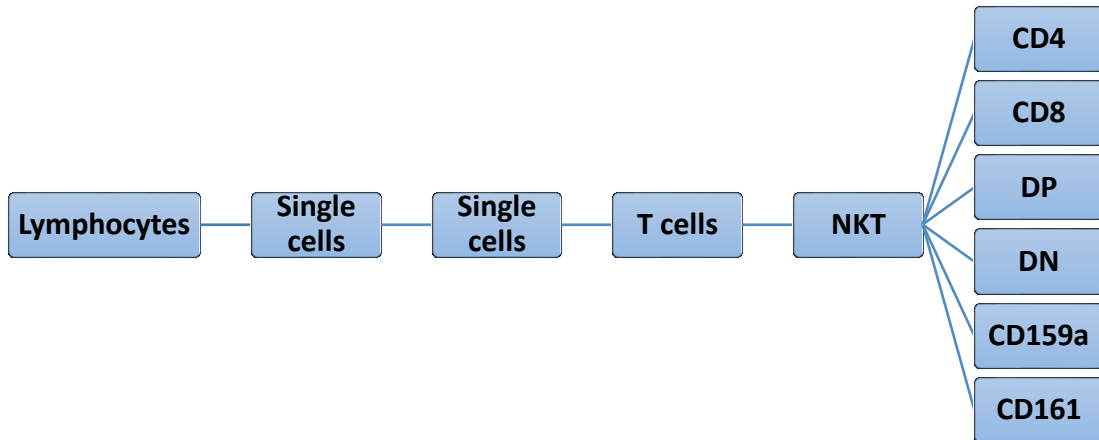 Lymphocytes
Single
cells
Single
cells
T cells
NKT
CD4
CD8
DP
DN
CD159a
CD161